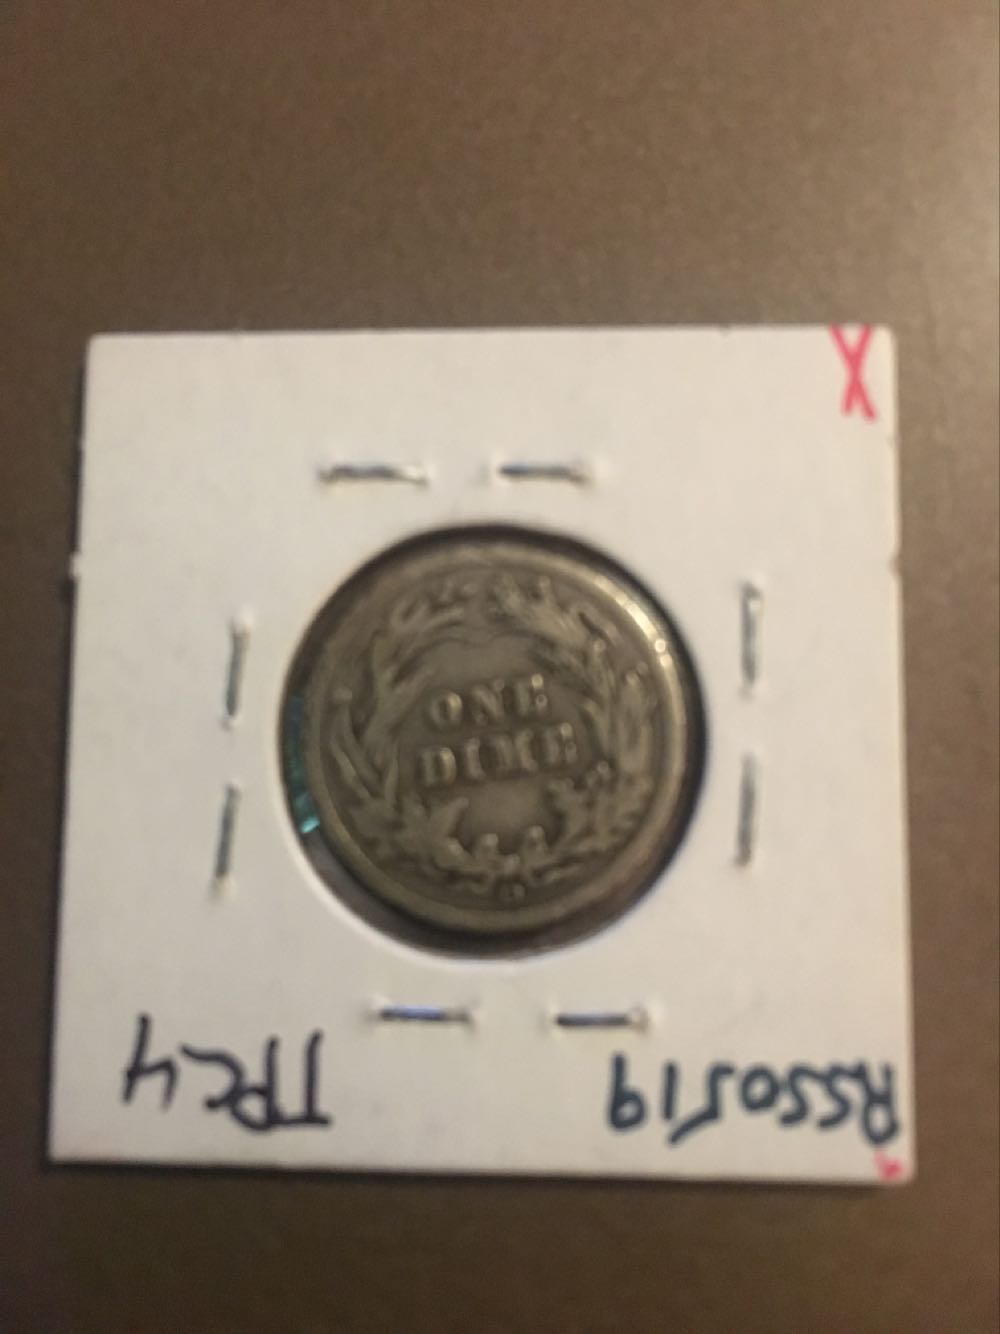 X
ONE
DIME
O
TPC4
RSS0519